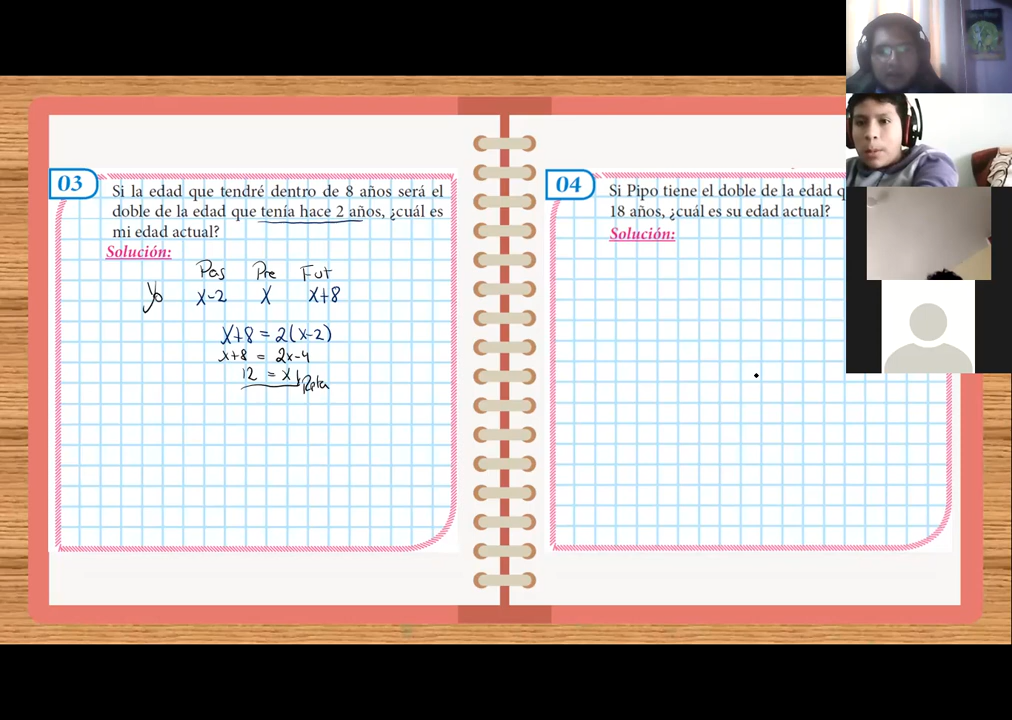 03
Si la edad que tendré dentro de 8 años será el
doble de la edad que tenía hace 2 años, ¿cuál es
mi edad actual?
Solución:
Pas Pre Fut
Yo x-2 x x+8
x+8 = 2(x-2)
x+8 = 2x-4
12 = x
04
Si Pipo tiene el doble de la edad q
18 años, ¿cuál es su edad actual?
Solución: